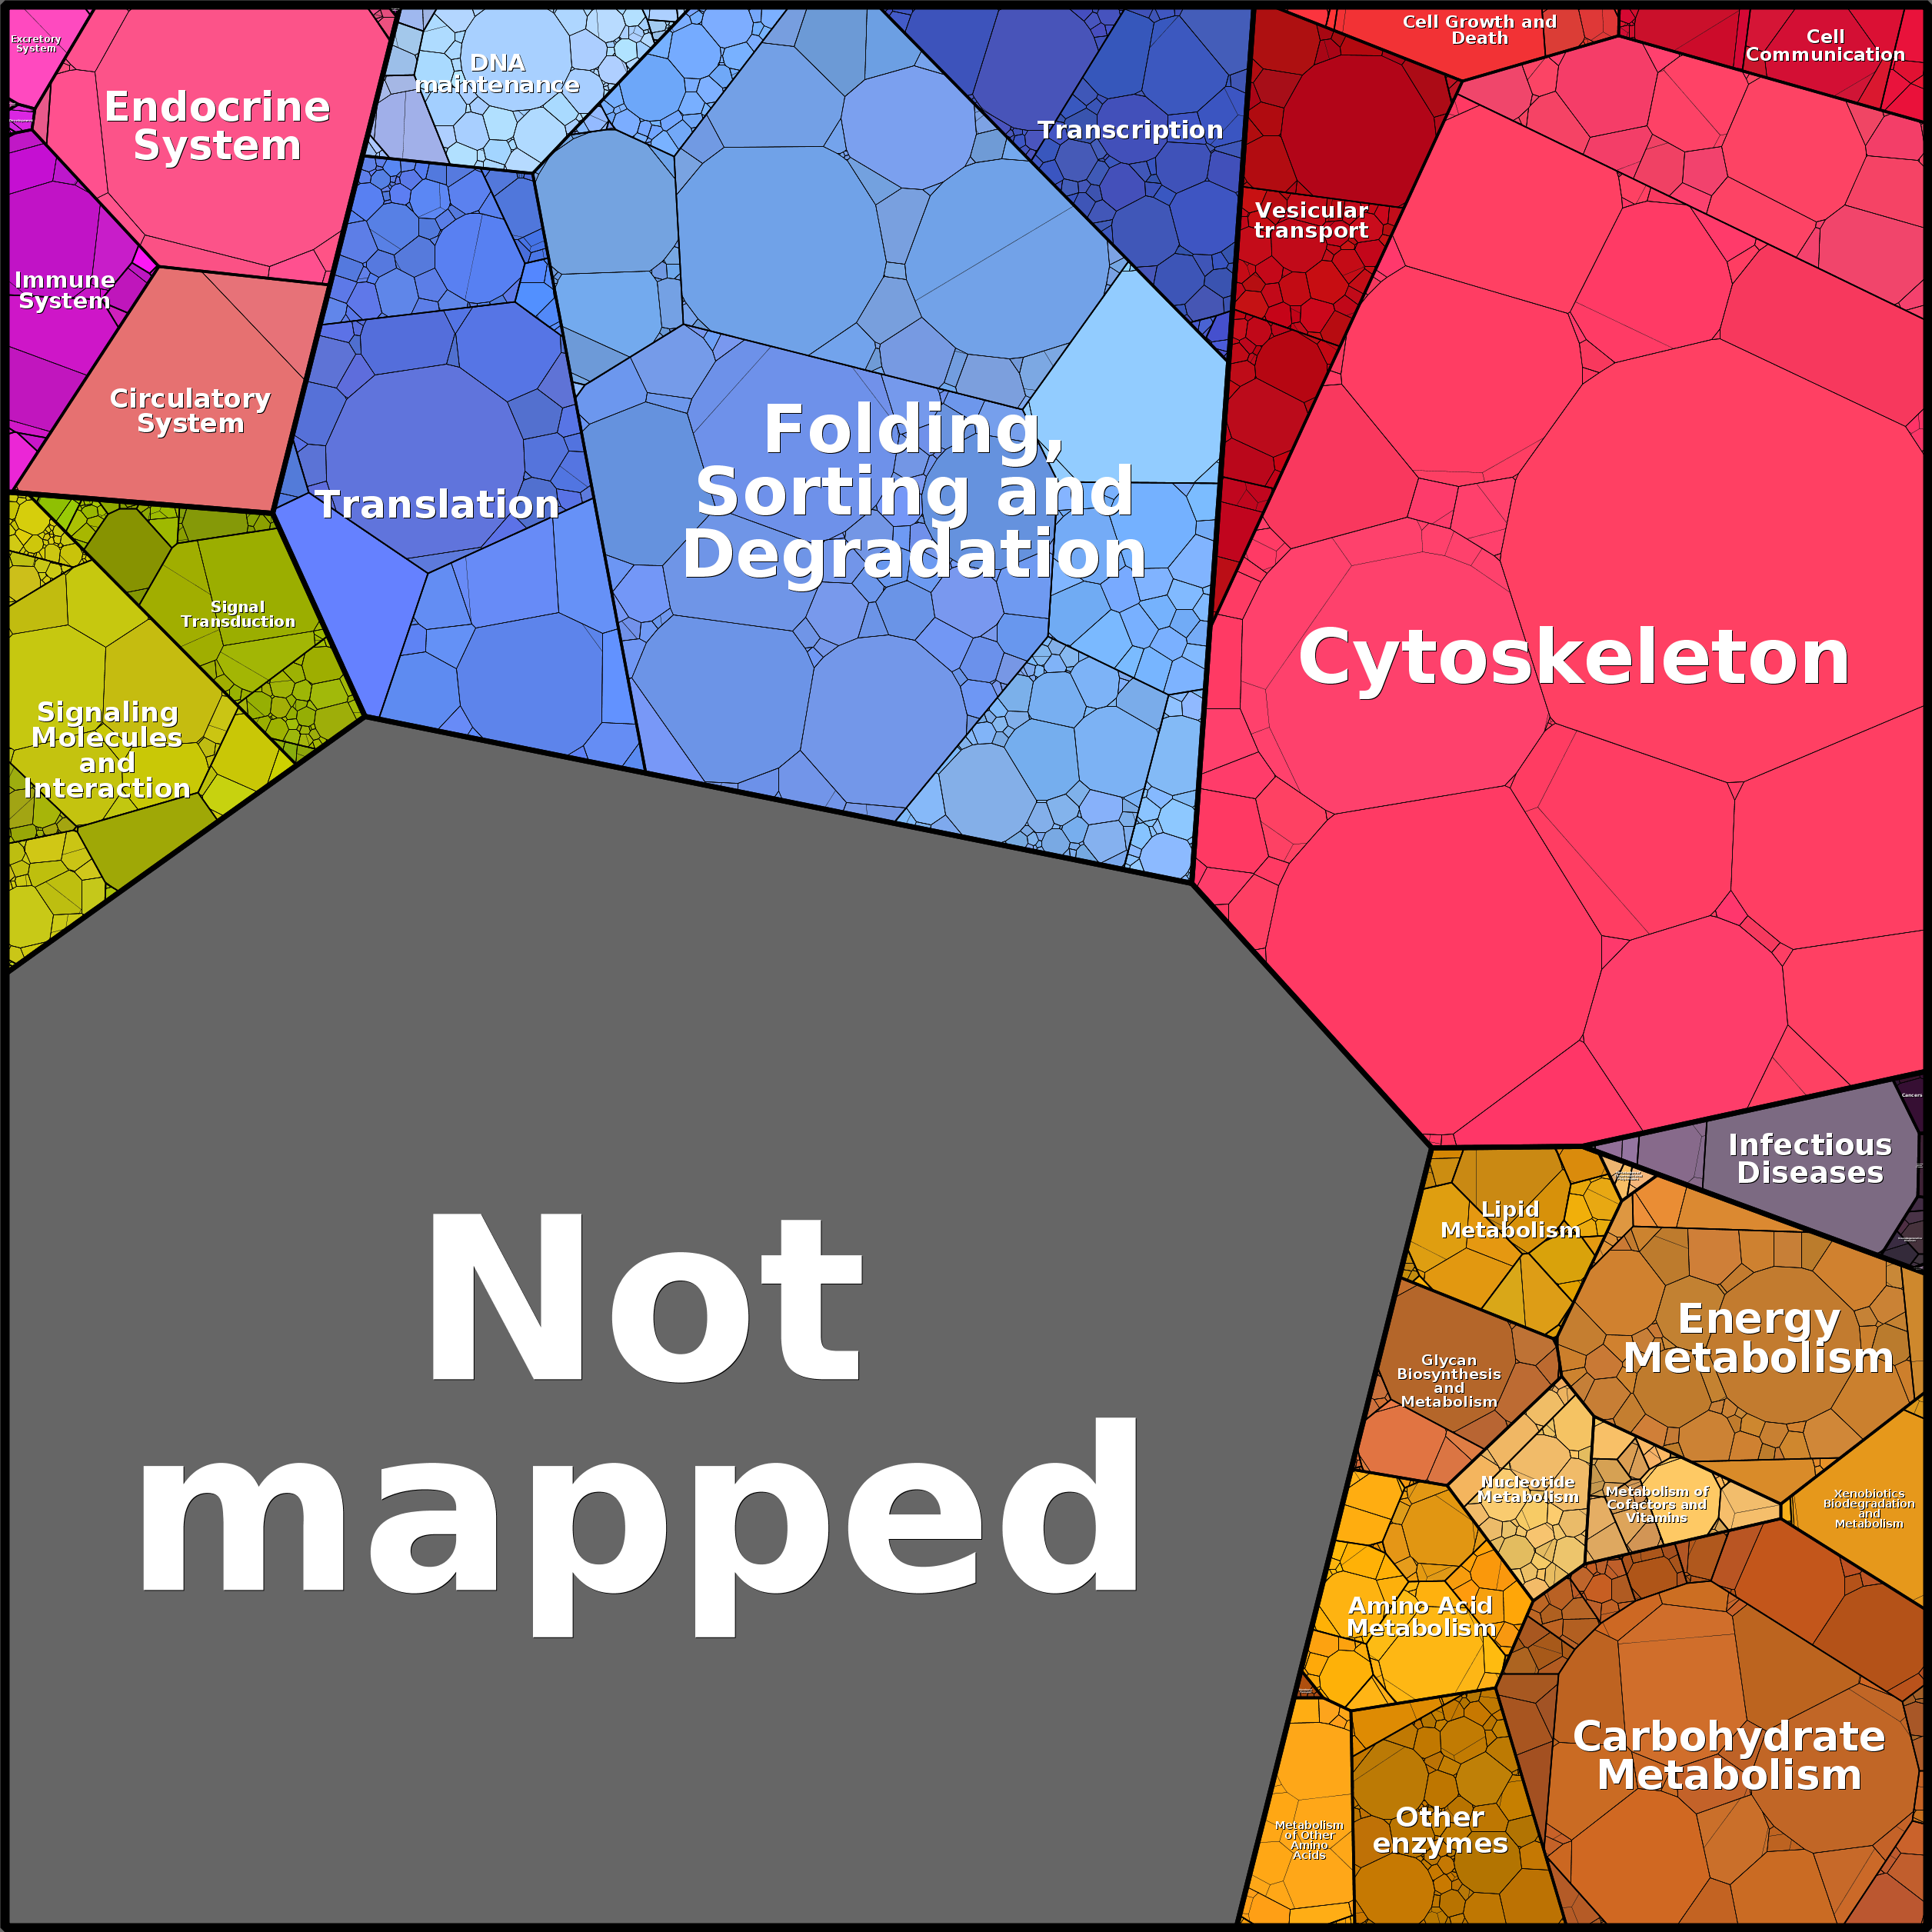 Excretory
System
Endocrine
System
DNA
maintenance
Transcription
Cell Growth and
Death
Cell
Communication
Vesicular
transport
Immune
System
Circulatory
System
Translation
Folding,
Sorting and
Degradation
Signal
Transduction
Cytoskeleton
Signaling
Molecules
and
Interaction
Cancers
Infectious
Diseases
Lipid
Metabolism
Energy
Metabolism
Glycan
Biosynthesis
and
Metabolism
Not
mapped
Nucleotide
Metabolism
Metabolism of
Cofactors and
Vitamins
Xenobiotics
Biodegradation
and
Metabolism
Amino Acid
Metabolism
Carbohydrate
Metabolism
Metabolism
of Other
Amino
Acids
Other
enzymes